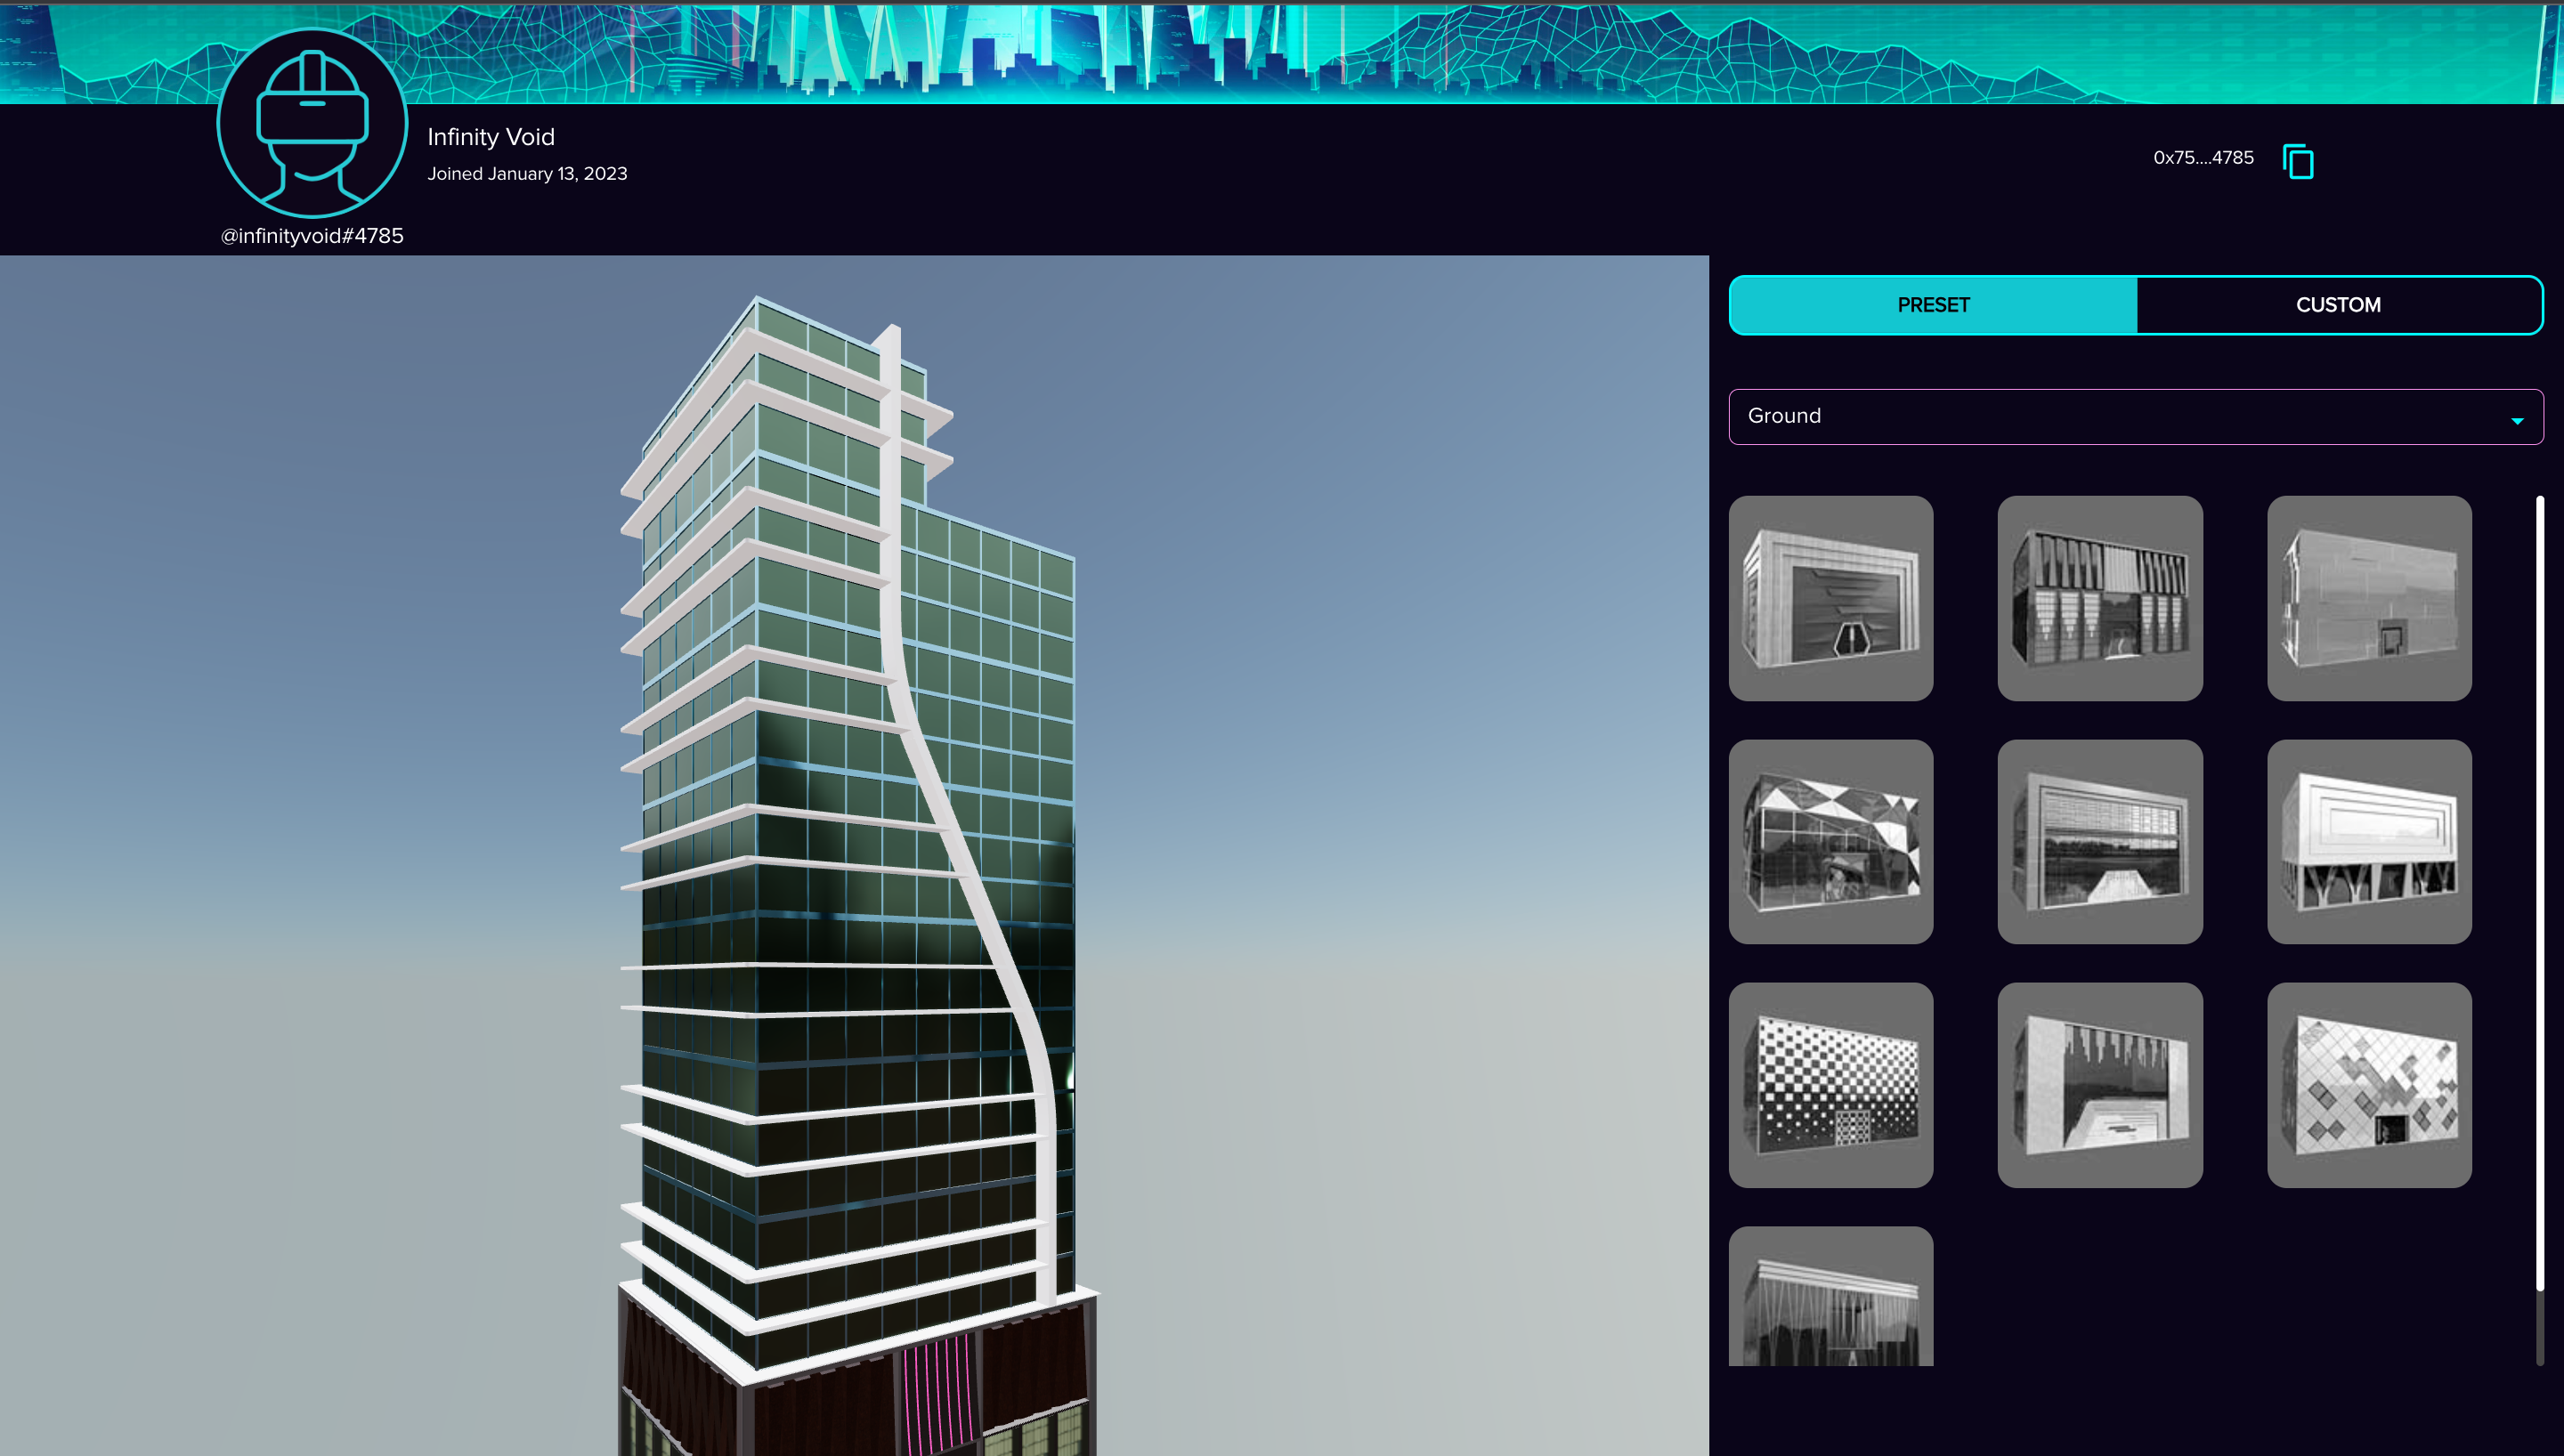 Infinity Void
Joined January 13, 2023
@infinityvoid#4785
0x75....4785
PRESET
CUSTOM
Ground